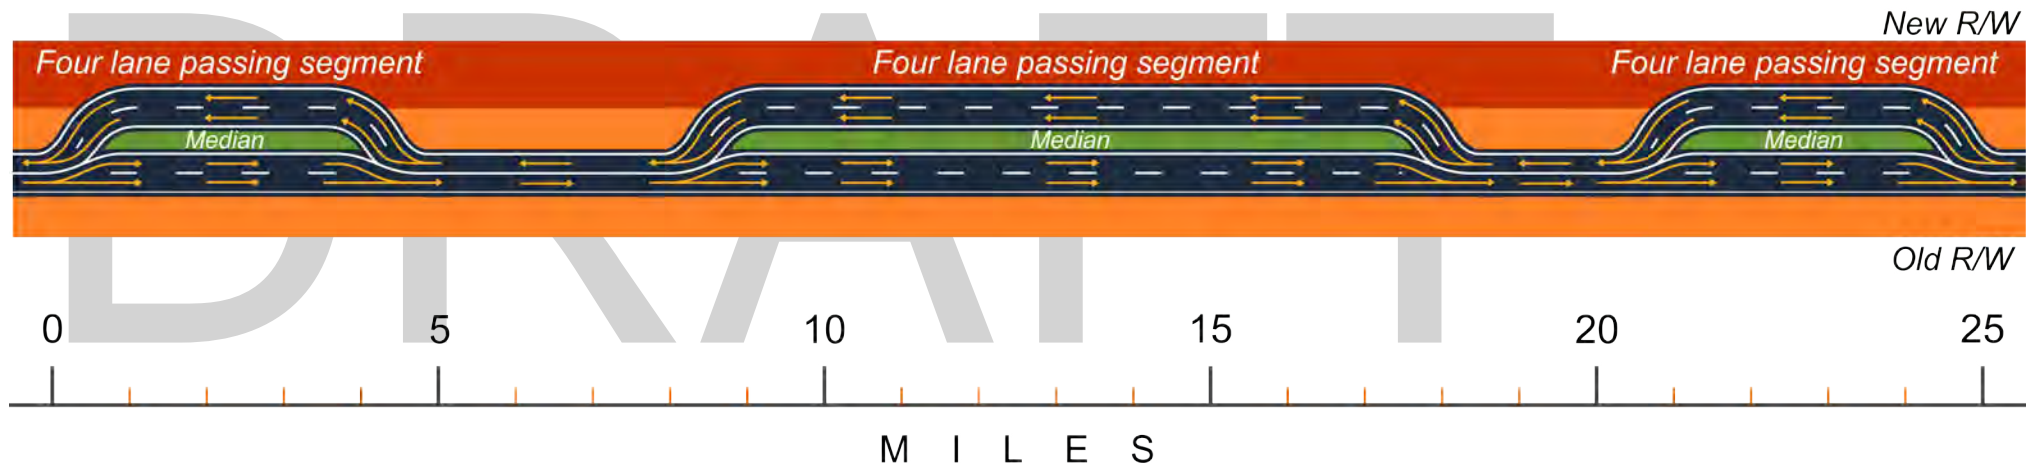 DRAFT
New R/W
Four lane passing segment Four lane passing segment Four lane passing segment
Median Median Median
Old R/W
0 5 10 15 20 25
MILES